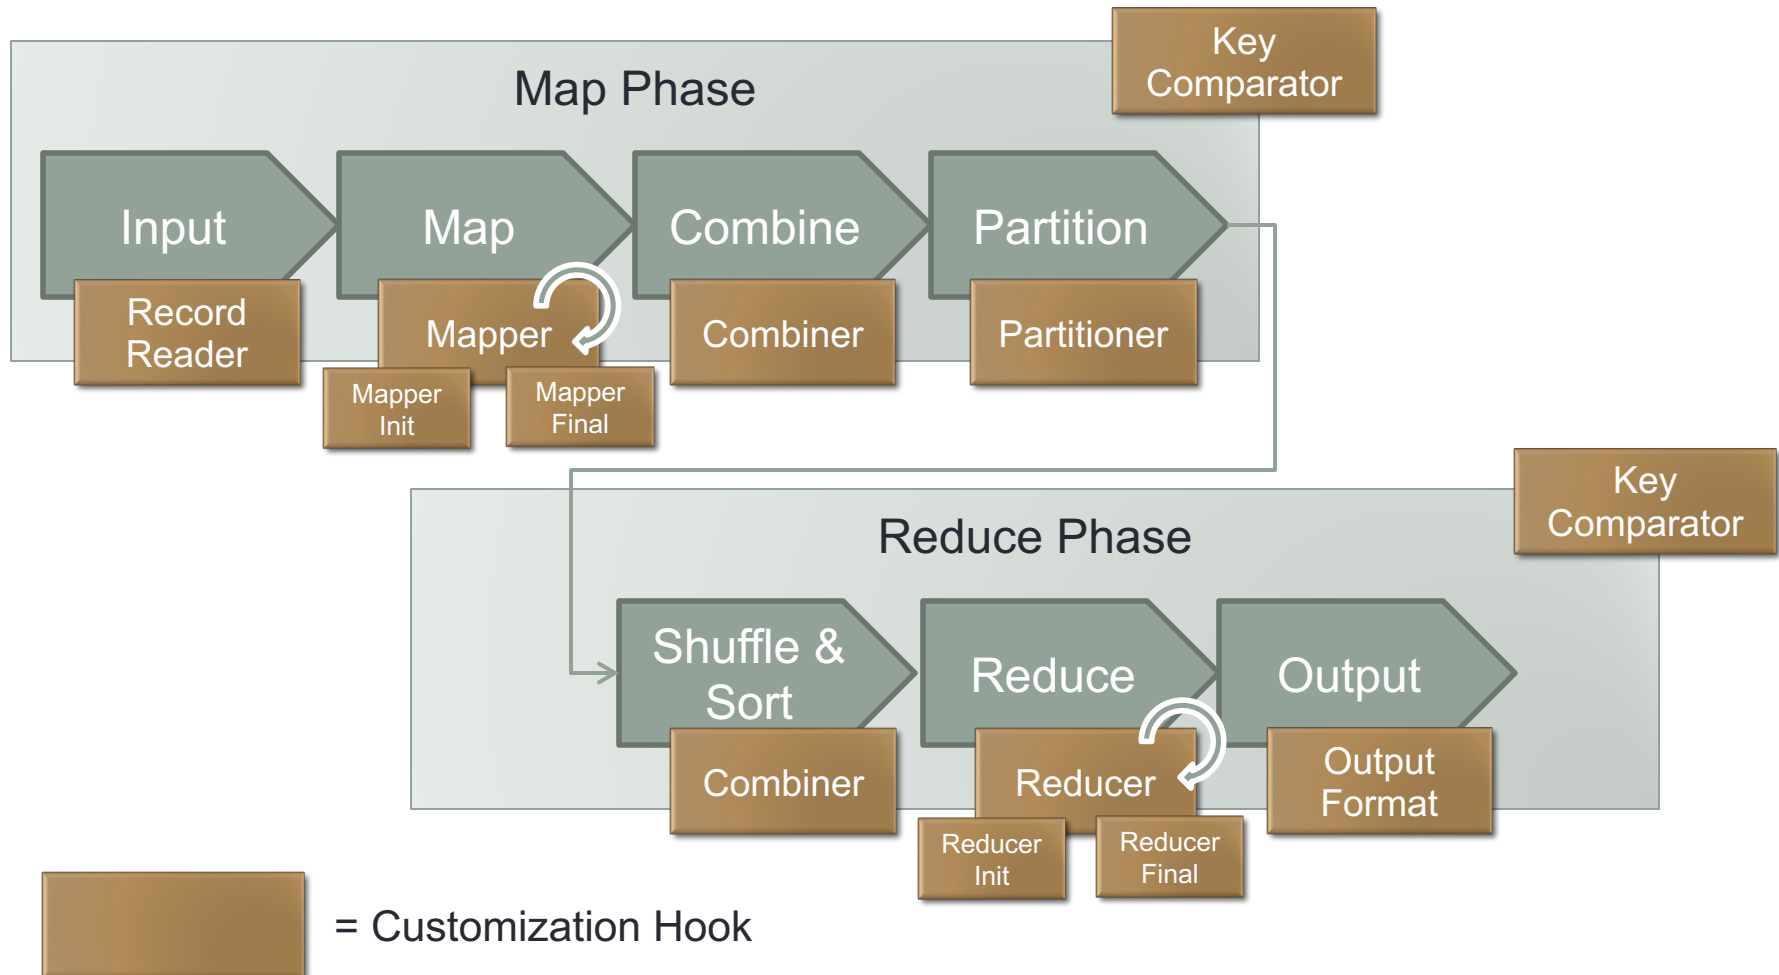 Key
Comparator
Map Phase
Input
Map
Combine
Partition
Record
Reader
Mapper
Combiner
Partitioner
Mapper
Init
Mapper
Final
Key
Comparator
Reduce Phase
Shuffle &
Sort
Reduce
Output
Combiner
Reducer
Output
Format
Reducer
Init
Reducer
Final
= Customization Hook